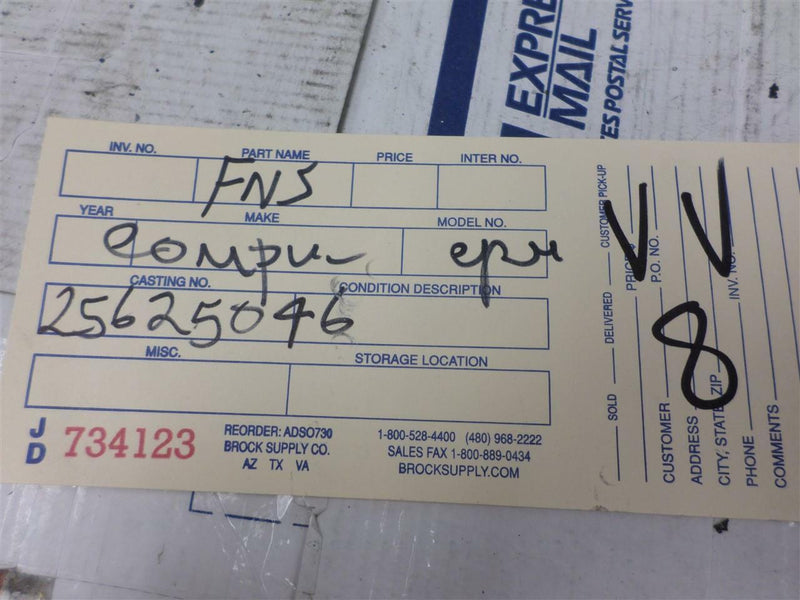 EXPRE
MAIL
ES POSTAL SERV
INV. NO. PART NAME PRICE INTER NO.
FNS
YEAR MAKE MODEL NO.
Compu- epu
CASTING NO. CONDITION DESCRIPTION
25625046
MISC. STORAGE LOCATION
JD 734123
REORDER: ADSO730
BROCK SUPPLY CO.
AZ TX VA
1-800-528-4400 (480) 968-2222
SALES FAX 1-800-889-0434
BROCKSUPPLY.COM
SOLD DELIVERED CUSTOMER PICK-UP
PRICE
P.O. NO.
CUSTOMER
ADDRESS
CITY, STATE, ZIP
INV. NO.
PHONE
COMMENTS
V V
8